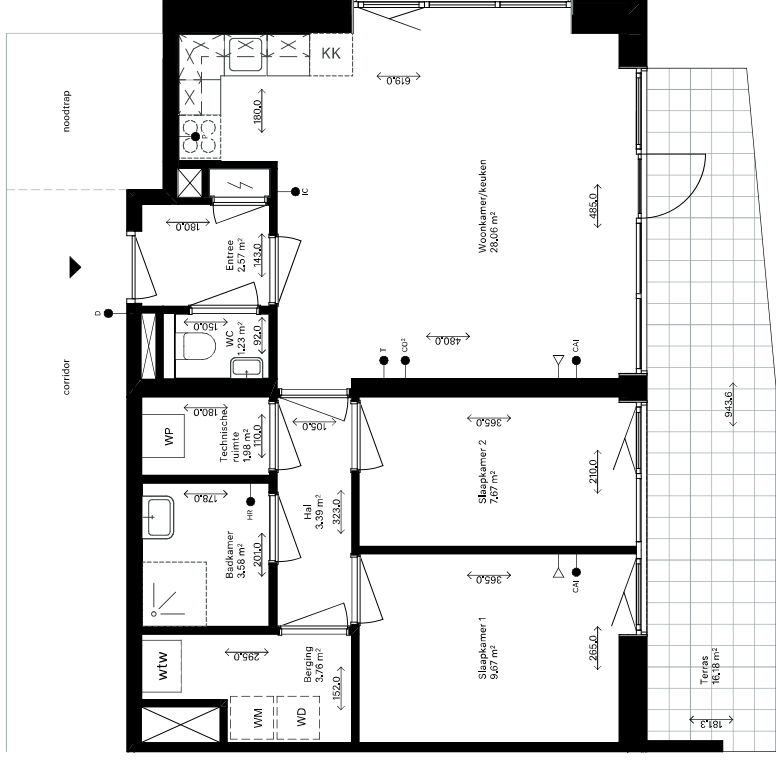 noodtrap
KK
619.0
180.0
P
Woonkamer/keuken
28.06 m²
485.0
IC
180.0
Entree
2.57 m²
143.0
D
150.0
WC
1.23 m²
92.0
480.0
T
CO²
CAI
corridor
943.6
WP
180.0
Technische
ruimte
1.98 m²
110.0
105.0
365.0
Slaapkamer 2
7.67 m²
210.0
178.0
HR
Hal
3.39 m²
323.0
Badkamer
3.58 m²
201.0
365.0
CAI
Slaapkamer 1
9.67 m²
265.0
wtw
295.0
Berging
3.76 m²
152.0
WM
WD
Terras
16.18 m²
181.3